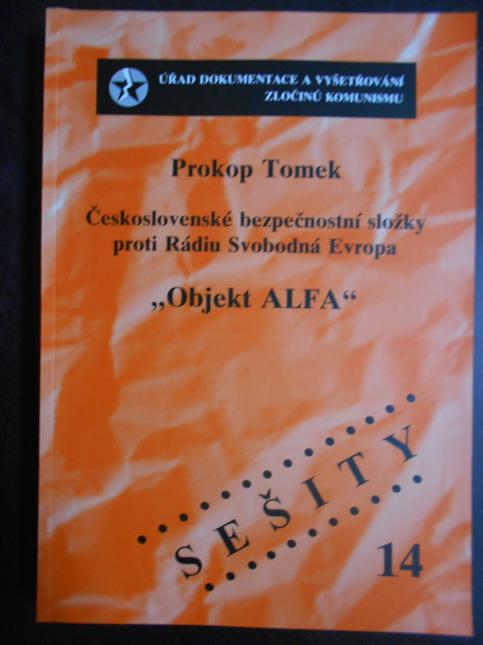 ÚŘAD DOKUMENTACE A VYŠETŘOVÁNÍ
ZLOČINŮ KOMUNISMU
Prokop Tomek
Československé bezpečnostní složky
proti Rádiu Svobodná Evropa
„Objekt ALFA“
SEŠITY
14